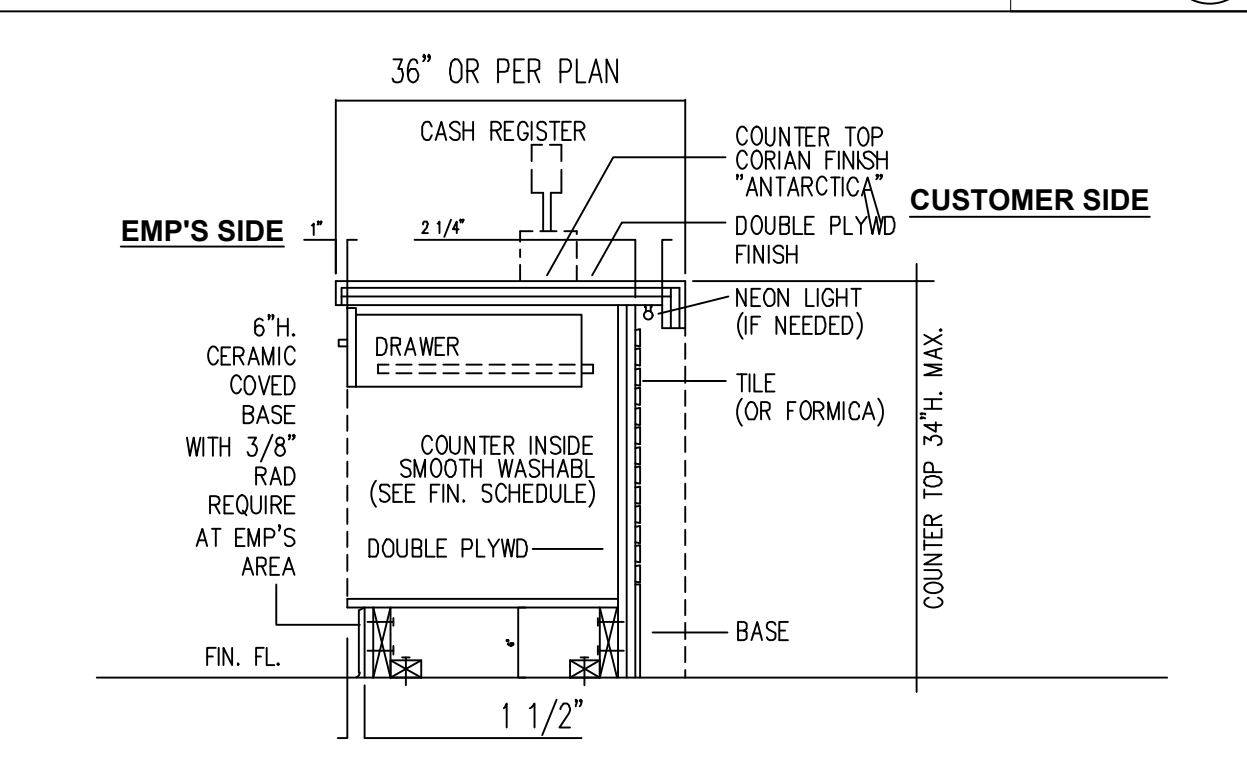 36" OR PER PLAN
CASH REGISTER
COUNTER TOP
CORIAN FINISH
"ANTARCTICA"
CUSTOMER SIDE
EMP'S SIDE
1"
2 1/4"
DOUBLE PLYWD
FINISH
NEON LIGHT
(IF NEEDED)
6"H.
CERAMIC
COVED
BASE
WITH 3/8"
RAD
REQUIRE
AT EMP'S
AREA
DRAWER
TILE
(OR FORMICA)
COUNTER TOP 34"H. MAX.
COUNTER INSIDE
SMOOTH WASHABL
(SEE FIN. SCHEDULE)
DOUBLE PLYWD
BASE
6"
FIN. FL.
1 1/2"